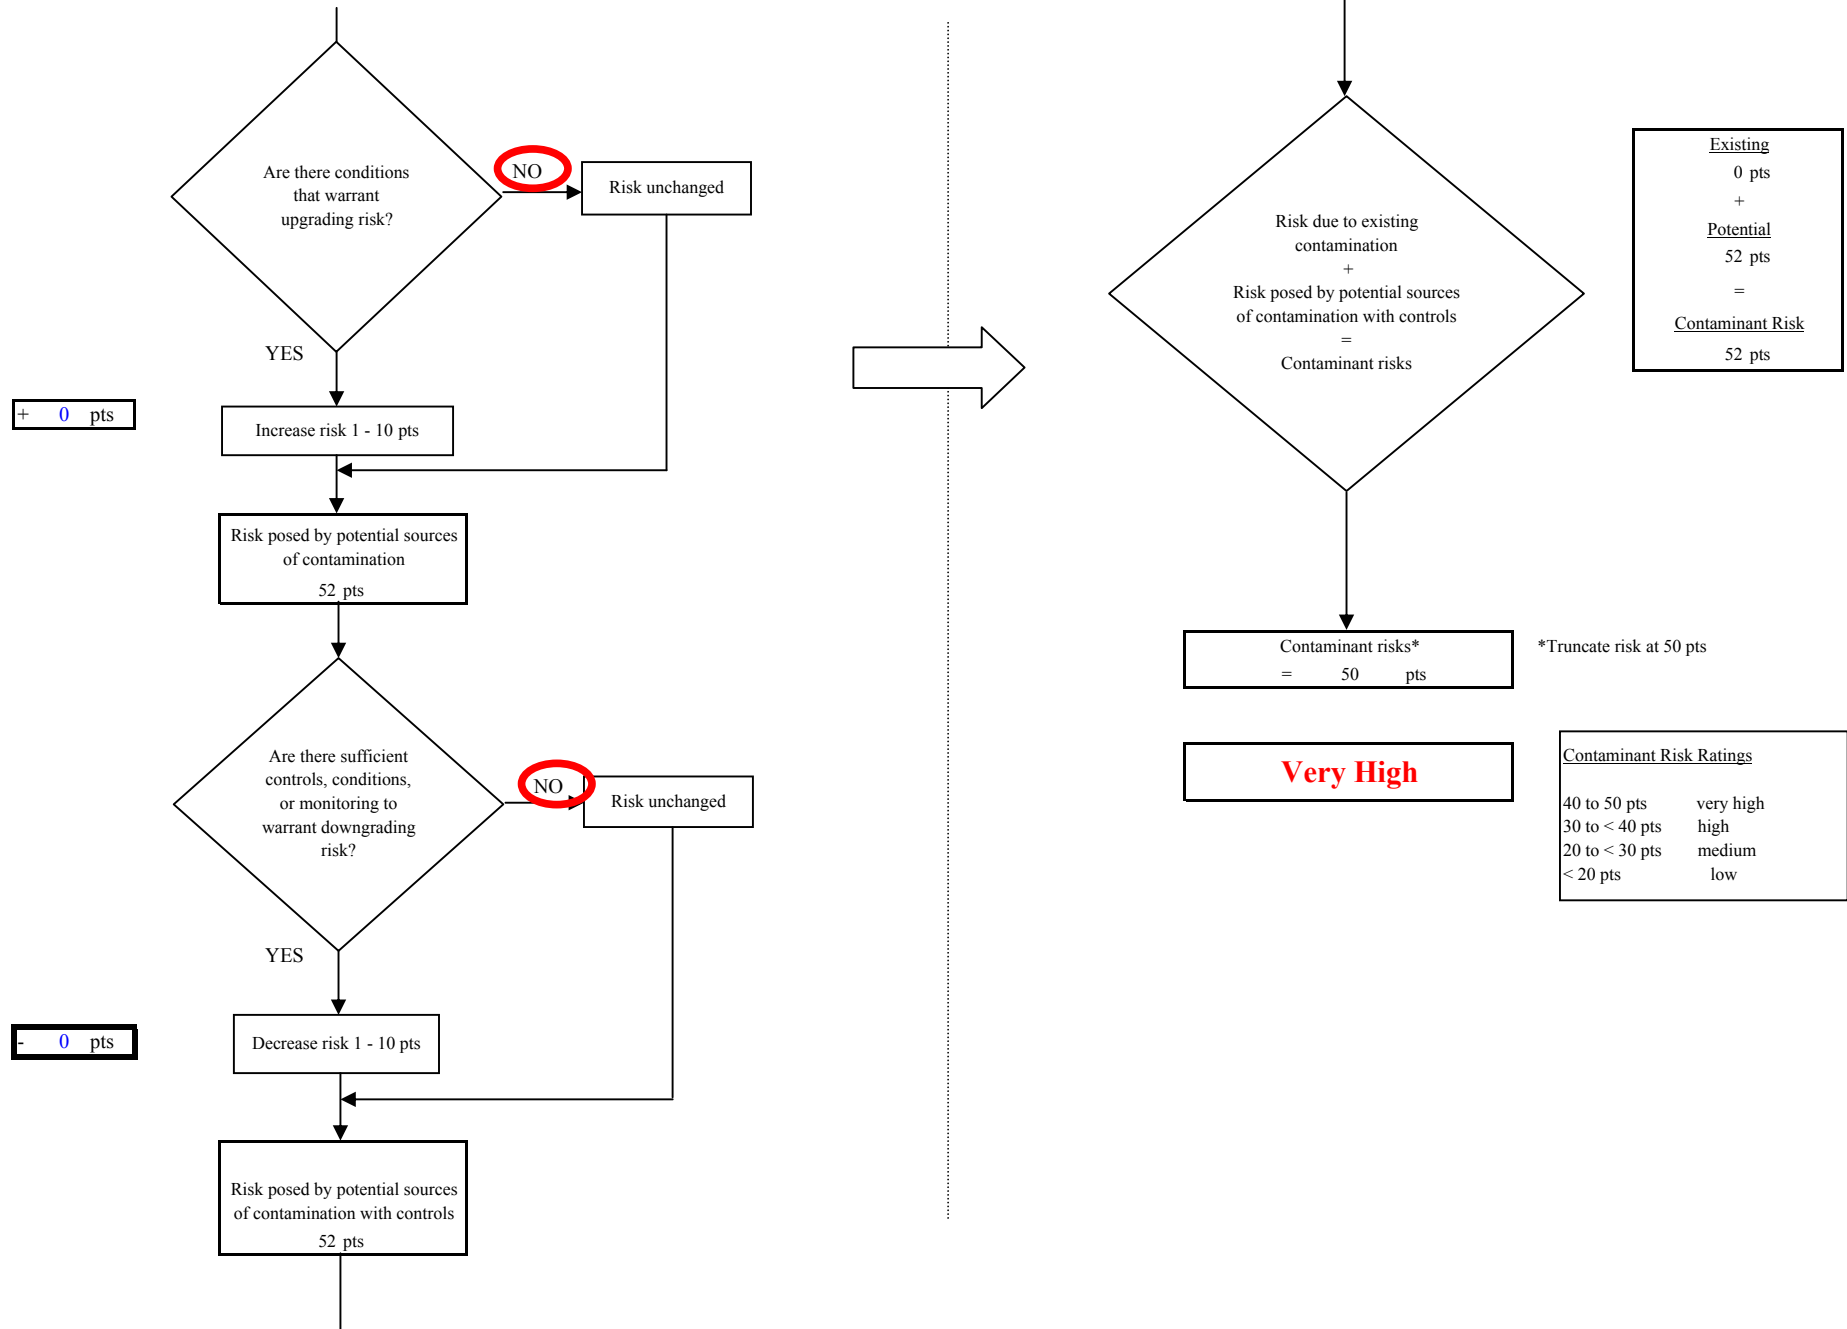 Are there conditions
that warrant
upgrading risk?
NO
Risk unchanged
YES
+ 0 pts
Increase risk 1 - 10 pts
Risk posed by potential sources
of contamination
52 pts
Are there sufficient
controls, conditions,
or monitoring to
warrant downgrading
risk?
NO
Risk unchanged
YES
- 0 pts
Decrease risk 1 - 10 pts
Risk posed by potential sources
of contamination with controls
52 pts
Risk due to existing
contamination
+
Risk posed by potential sources
of contamination with controls
=
Contaminant risks
Existing
0 pts
+
Potential
52 pts
=
Contaminant Risk
52 pts
Contaminant risks*
= 50 pts
*Truncate risk at 50 pts
Very High
Contaminant Risk Ratings
40 to 50 pts very high
30 to < 40 pts high
20 to < 30 pts medium
< 20 pts low